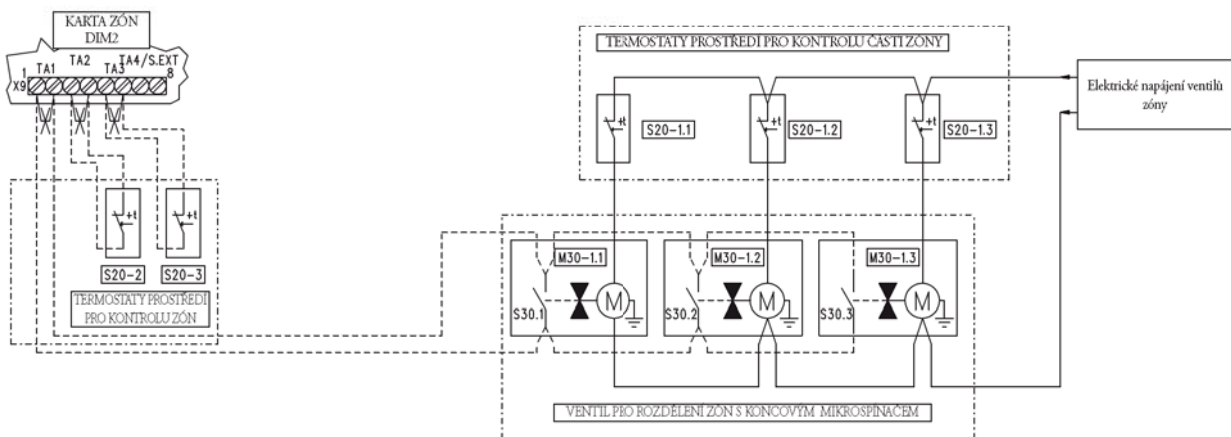 KARTA ZÓN
DIM2
TA1 TA2 TA3 TA4/S.EXT
1 8
X9
+t +t
S20-2 S20-3
TERMOSTATY PROSTŘEDÍ
PRO KONTROLU ZÓN
TERMOSTATY PROSTŘEDÍ PRO KONTROLU ČÁSTI ZÓNY
+t S20-1.1 +t S20-1.2 +t S20-1.3
Elektrické napájení ventilů
zóny
M30-1.1 M30-1.2 M30-1.3
S30.1 M S30.2 M S30.3 M
VENTIL PRO ROZDĚLENÍ ZÓN S KONCOVÝM MIKROSPÍNAČEM